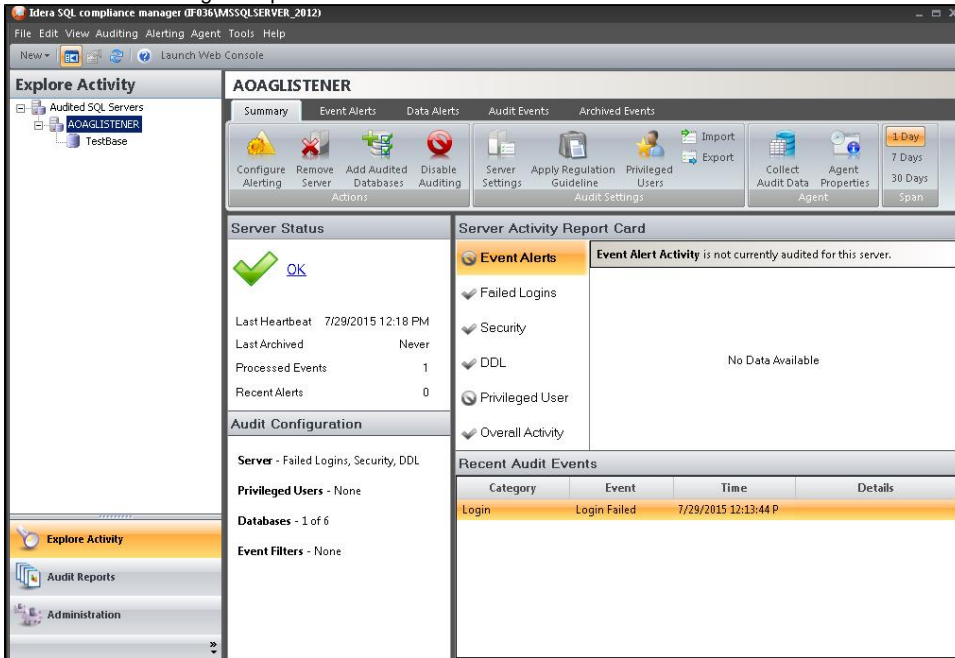 Idera SQL compliance manager (IF036\MSSQLSERVER_2012)
File Edit View Auditing Alerting Agent Tools Help
New Launch Web Console
Explore Activity
Audited SQL Servers
AOAGLISTENER
TestBase
AOAGLISTENER
Summary Event Alerts Data Alerts Audit Events Archived Events
Configure Alerting
Remove Server
Add Audited Databases
Disable Auditing
Actions
Server Settings
Apply Regulation Guideline
Privileged Users
Import
Export
Audit Settings
Collect Audit Data
Agent Properties
Agent
1 Day
7 Days
30 Days
Span
Server Status
OK
Last Heartbeat 7/29/2015 12:18 PM
Last Archived Never
Processed Events 1
Recent Alerts 0
Audit Configuration
Server - Failed Logins, Security, DDL
Privileged Users - None
Databases - 1 of 6
Event Filters - None
Server Activity Report Card
Event Alerts
Failed Logins
Security
DDL
Privileged User
Overall Activity
Event Alert Activity is not currently audited for this server.
No Data Available
Recent Audit Events
Category Event Time Details
Login Login Failed 7/29/2015 12:13:44 P
Explore Activity
Audit Reports
Administration